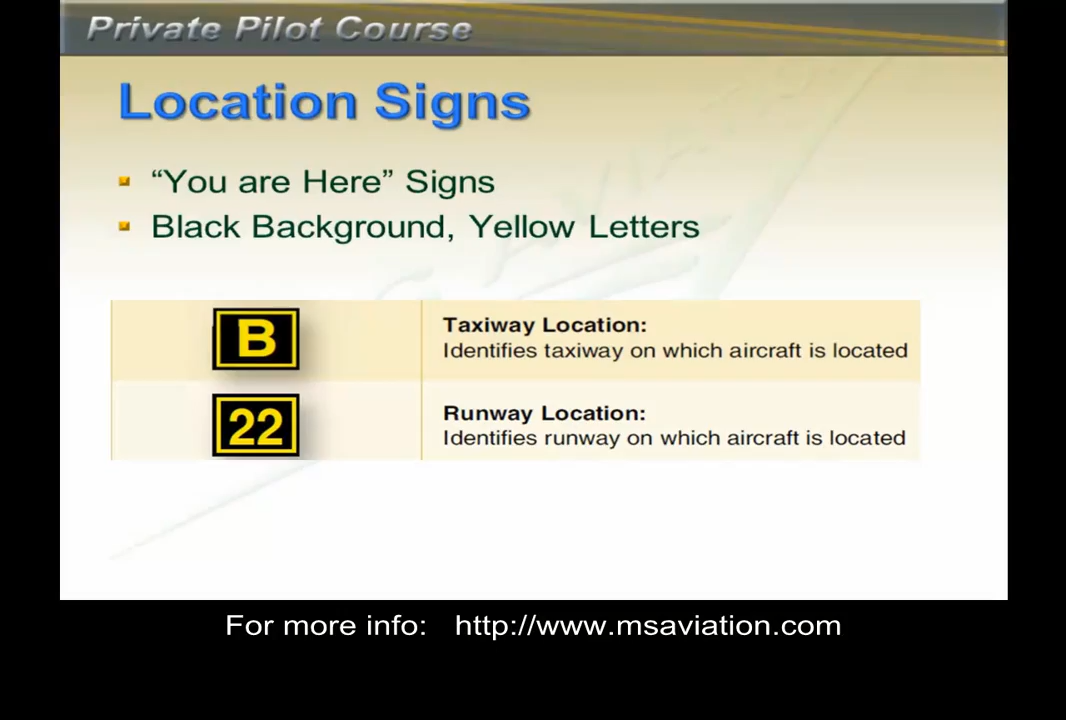 Private Pilot Course
Location Signs
“You are Here” Signs
Black Background, Yellow Letters
B
Taxiway Location:
Identifies taxiway on which aircraft is located
22
Runway Location:
Identifies runway on which aircraft is located
For more info: http://www.msaviation.com